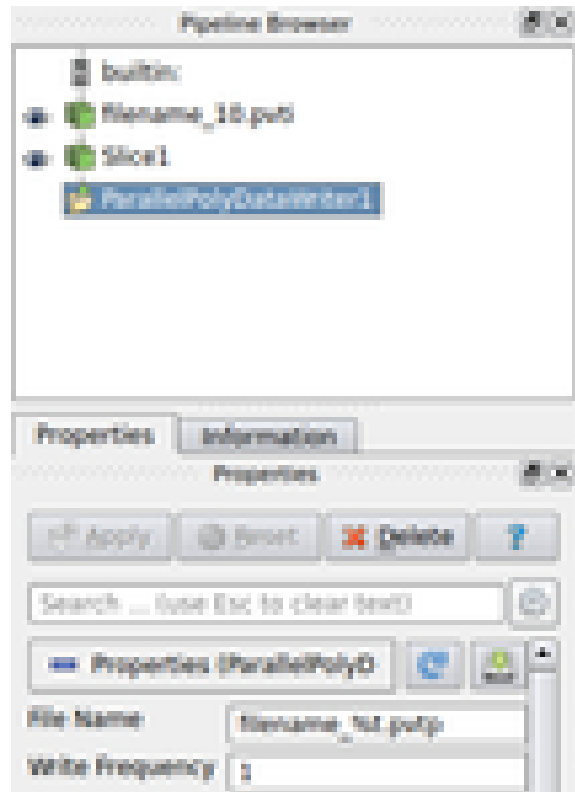 Pipeline Browser
builtin:
filename_10.pvti
Slice1
ParallelPolyDataWriter1
Properties Information
Properties
Apply Reset Delete ?
Search ... (use Esc to clear text)
Properties (ParallelPolyD
File Name filename_%t.pvtp
Write Frequency 1